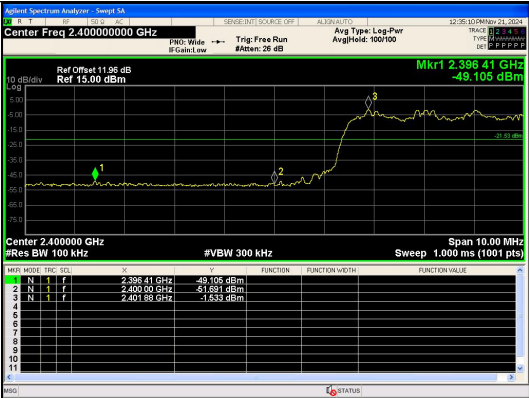 Agilent Spectrum Analyzer - Swept SA
R T RF 50 Ω AC SENSE:INT SOURCE OFF ALIGN AUTO 12:35:10 PM Nov 21, 2024
Center Freq 2.400000000 GHz Avg Type: Log-Pwr TRACE 1 2 3 4 5 6
PNO: Wide Trig: Free Run Avg|Hold: 100/100 TYPE M
IFGain:Low #Atten: 26 dB DET P P P P P P
Mkr1 2.396 41 GHz
-49.105 dBm
Ref Offset 11.96 dB
10 dB/div Ref 15.00 dBm
Log
5.00
-5.00
-15.0
-25.0
-35.0
-45.0
-55.0
-65.0
-75.0
1
2
3
-21.53 dBm
Center 2.400000 GHz Span 10.00 MHz
#Res BW 100 kHz #VBW 300 kHz Sweep 1.000 ms (1001 pts)
MKR MODE TRC SCL X Y FUNCTION FUNCTION WIDTH FUNCTION VALUE
1 N 1 f 2.396 41 GHz -49.105 dBm
2 N 1 f 2.400 00 GHz -51.691 dBm
3 N 1 f 2.401 88 GHz -1.533 dBm
4
5
6
7
8
9
10
11
MSG STATUS